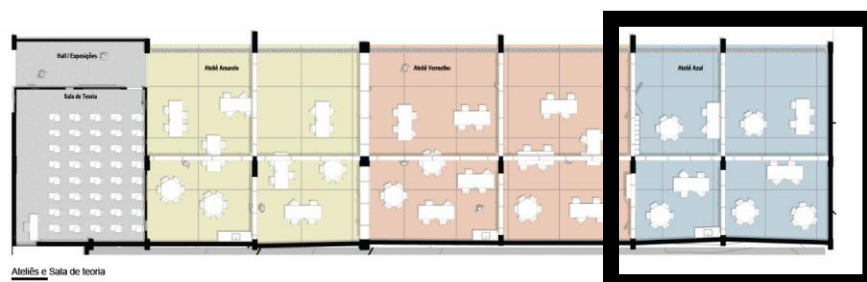 Hall / Exposições
Ateliê Amarelo
Ateliê Vermelho
Ateliê Azul
Sala de Teoria
Ateliês e Sala de teoria